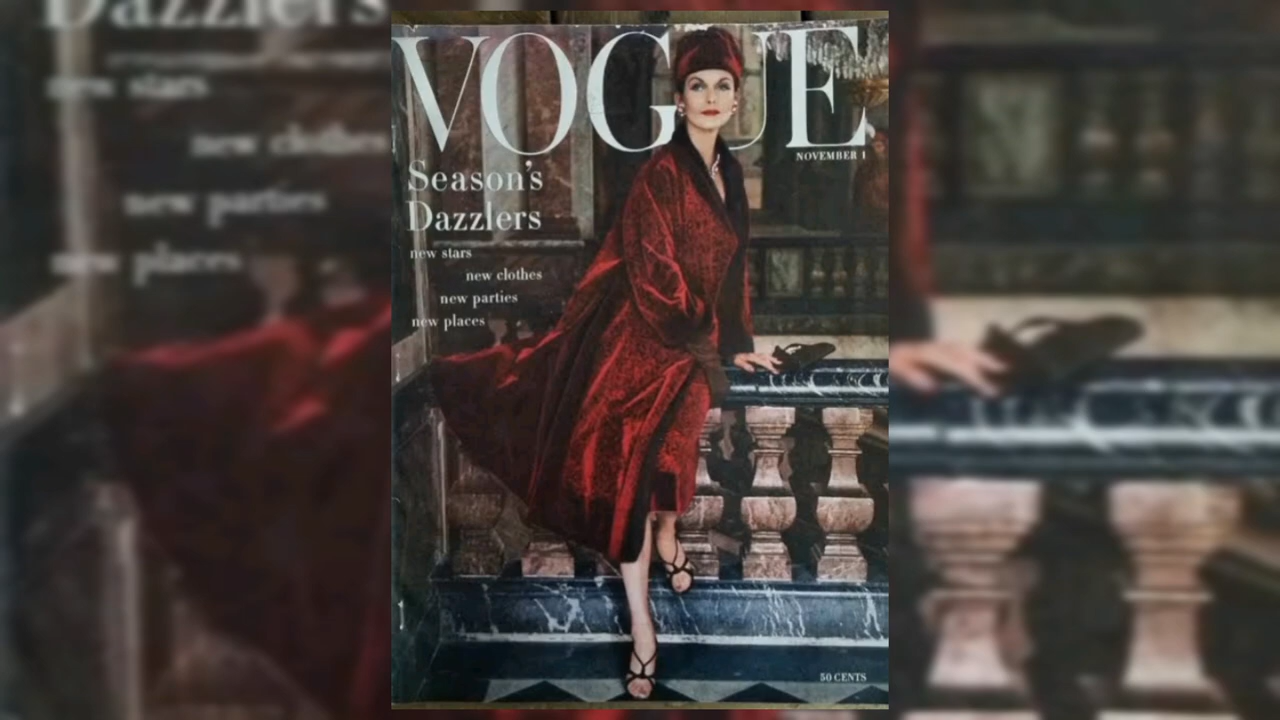 VOGUE
NOVEMBER 1
Season's
Dazzlers
new stars
new clothes
new parties
new places
50 CENTS